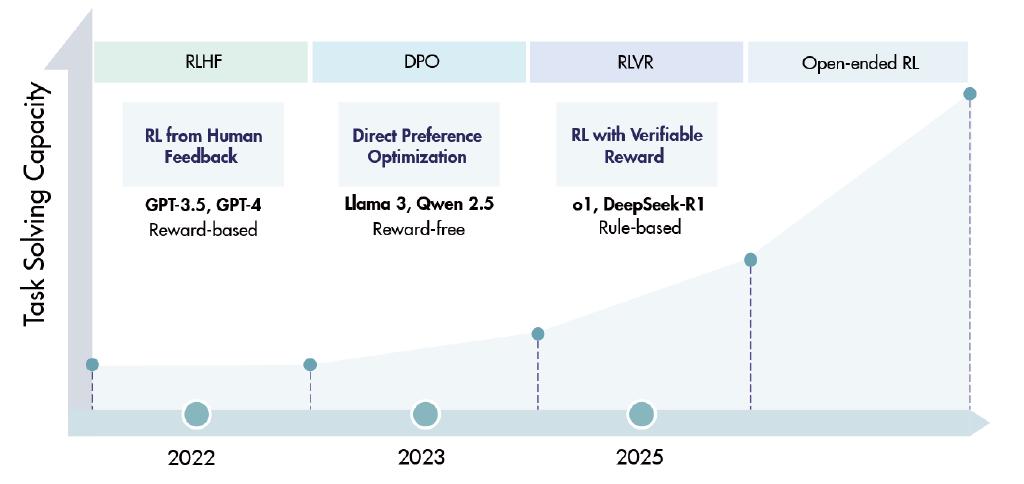 RLHF
DPO
RLVR
Open-ended RL
RL from Human
Feedback
Direct Preference
Optimization
RL with Verifiable
Reward
GPT-3.5, GPT-4
Reward-based
Llama 3, Qwen 2.5
Reward-free
o1, DeepSeek-R1
Rule-based
Task Solving Capacity
2022
2023
2025